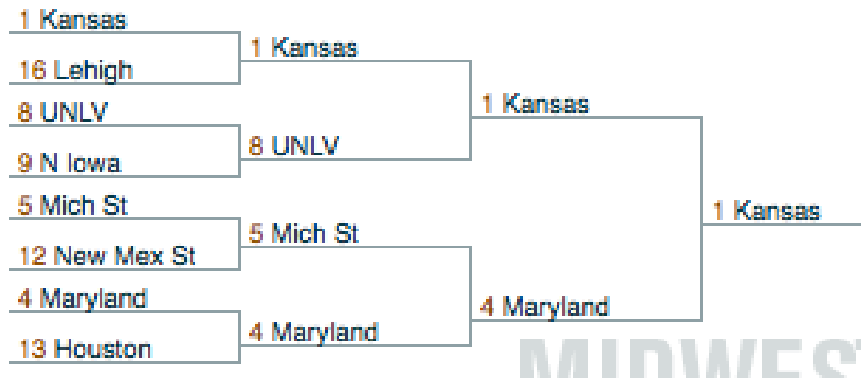 1 Kansas
16 Lehigh
8 UNLV
9 N Iowa
5 Mich St
12 New Mex St
4 Maryland
13 Houston
1 Kansas
8 UNLV
5 Mich St
4 Maryland
1 Kansas
4 Maryland
1 Kansas
MIDWEST